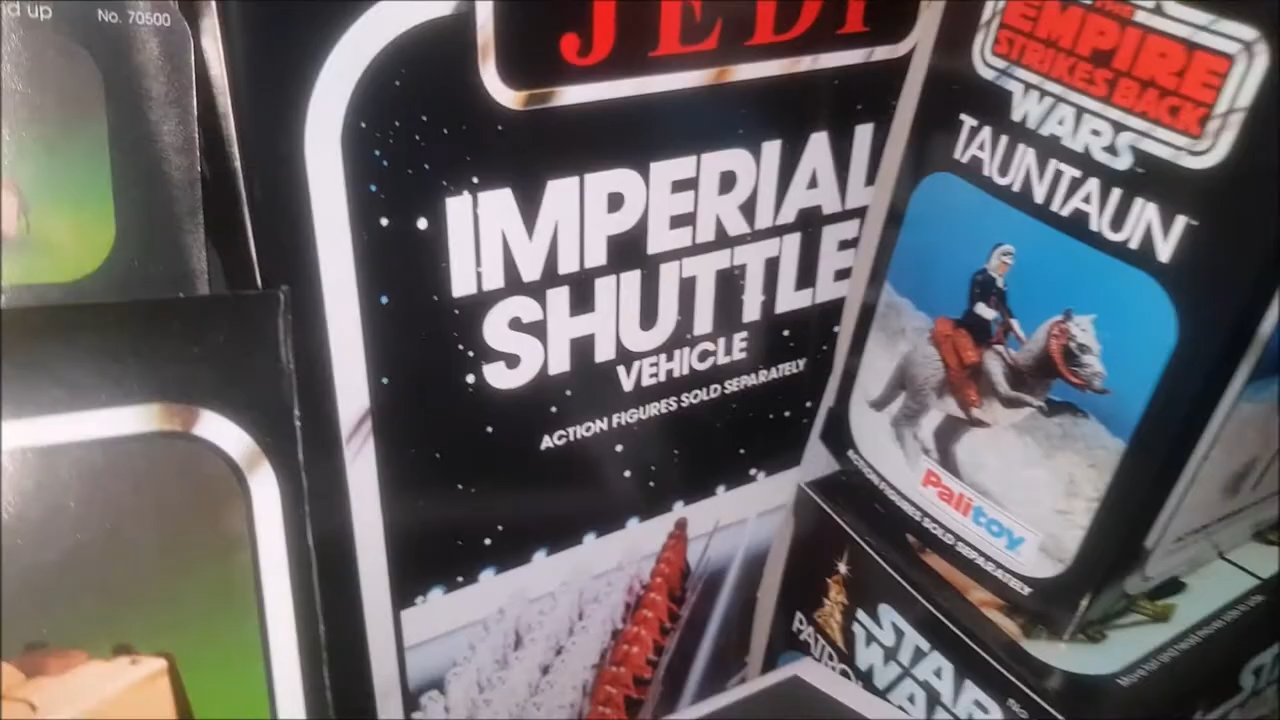 d up
No. 70500
JEDI
IMPERIAL
SHUTTLE
VEHICLE
ACTION FIGURES SOLD SEPARATELY
THE
EMPIRE
STRIKES BACK
WARS
TAUNTAUN
Palitoy
ACTION FIGURES SOLD SEPARATELY
STAR
WAR
PATRO